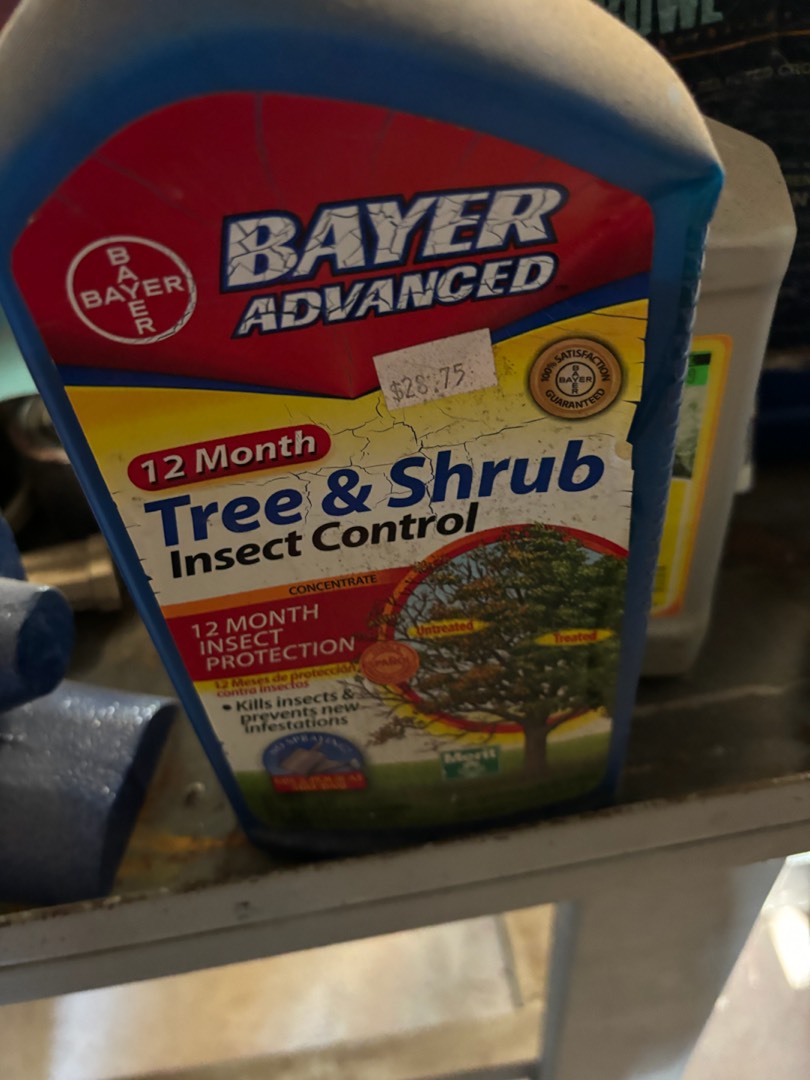 BAYER
BAYER
BAYER
ADVANCED
$28.75
100% SATISFACTION
BAYER
BAYER
GUARANTEED
12 Month
Tree & Shrub
Insect Control
CONCENTRATE
12 MONTH
INSECT
PROTECTION
12 Meses de protección
contra insectos
• Kills insects &
prevents new
infestations
Untreated
Treated
NO SPRAYING!
Merit